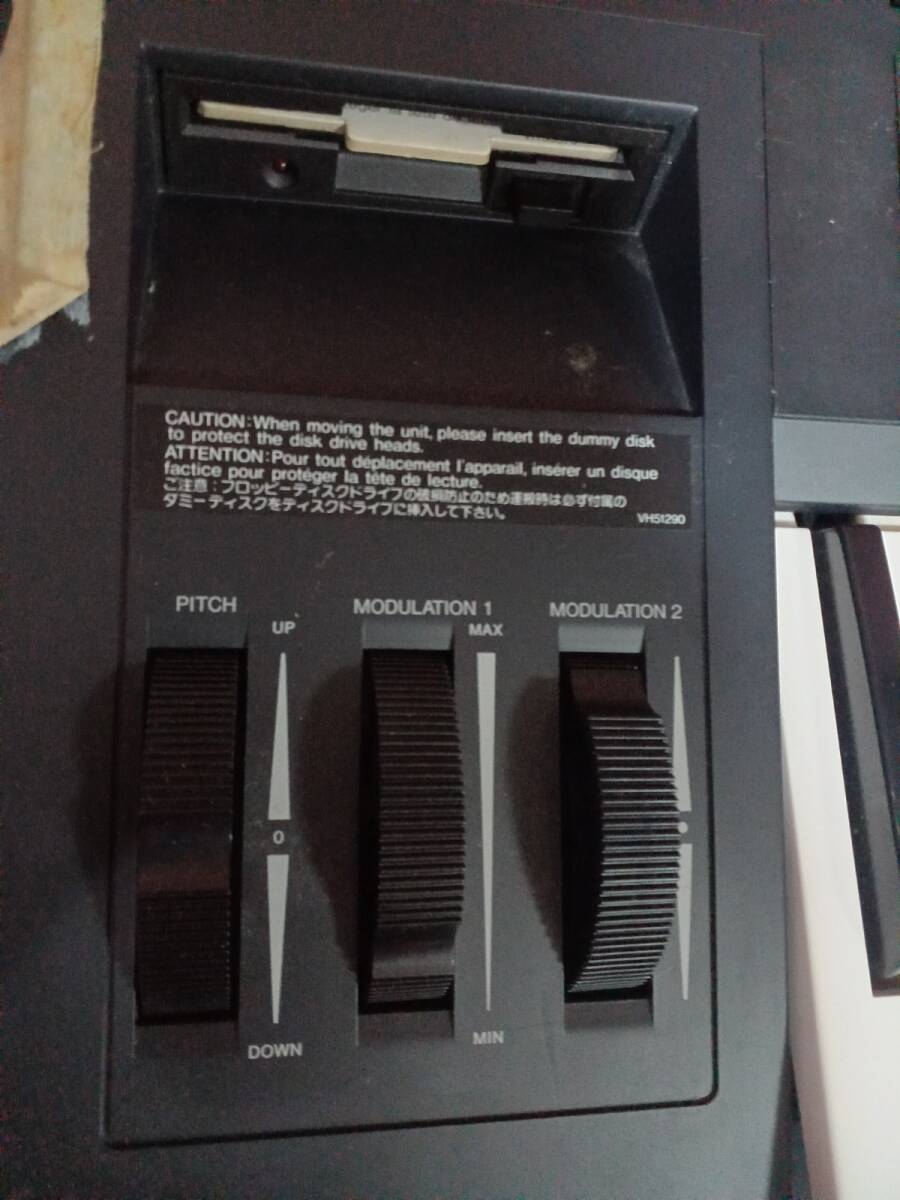 CAUTION: When moving the unit, please insert the dummy disk
to protect the disk drive heads.
ATTENTION: Pour tout déplacement l'apparail, insérer un disque
factice pour protéger la tête de lecture.
ご注意：フロッピーディスクドライブの破損防止のため運搬時は必ず付属の
ダミーディスクをディスクドライブに挿入して下さい。
VH51290
PITCH
MODULATION 1
MODULATION 2
UP
MAX
0
DOWN
MIN